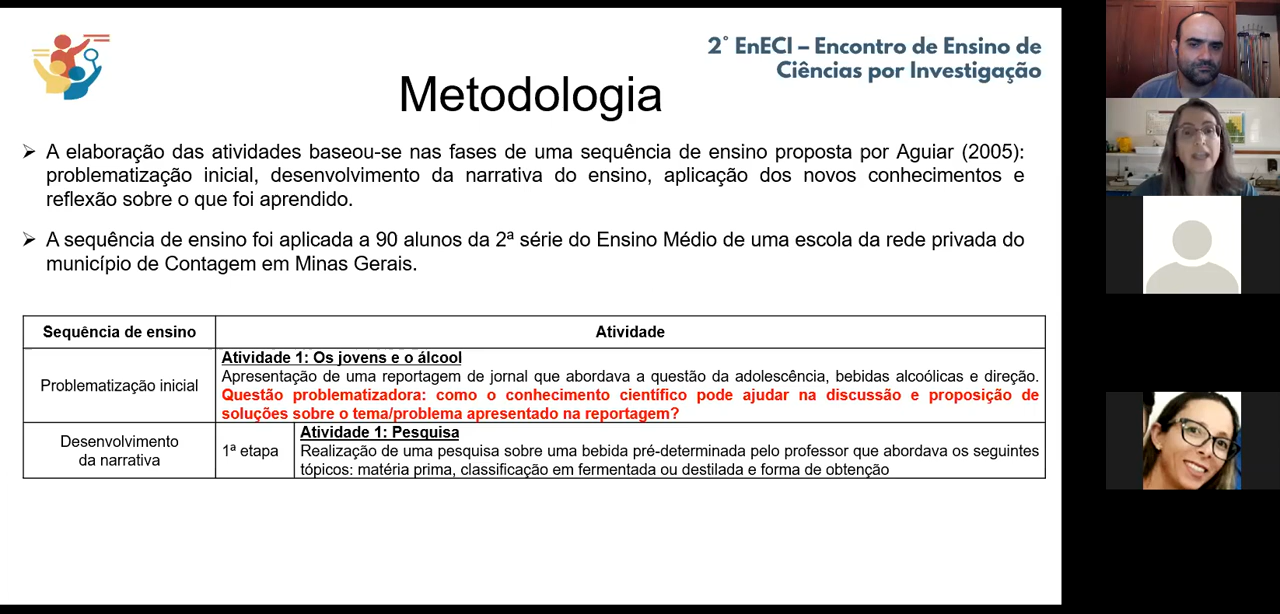 2° EnECI – Encontro de Ensino de
Ciências por Investigação
Metodologia
➢ A elaboração das atividades baseou-se nas fases de uma sequência de ensino proposta por Aguiar (2005):
problematização inicial, desenvolvimento da narrativa do ensino, aplicação dos novos conhecimentos e
reflexão sobre o que foi aprendido.
➢ A sequência de ensino foi aplicada a 90 alunos da 2ª série do Ensino Médio de uma escola da rede privada do
município de Contagem em Minas Gerais.
Sequência de ensino
Atividade
Problematização inicial
Atividade 1: Os jovens e o álcool
Apresentação de uma reportagem de jornal que abordava a questão da adolescência, bebidas alcoólicas e direção.
Questão problematizadora: como o conhecimento científico pode ajudar na discussão e proposição de
soluções sobre o tema/problema apresentado na reportagem?
Desenvolvimento
da narrativa
1ª etapa
Atividade 1: Pesquisa
Realização de uma pesquisa sobre uma bebida pré-determinada pelo professor que abordava os seguintes
tópicos: matéria prima, classificação em fermentada ou destilada e forma de obtenção